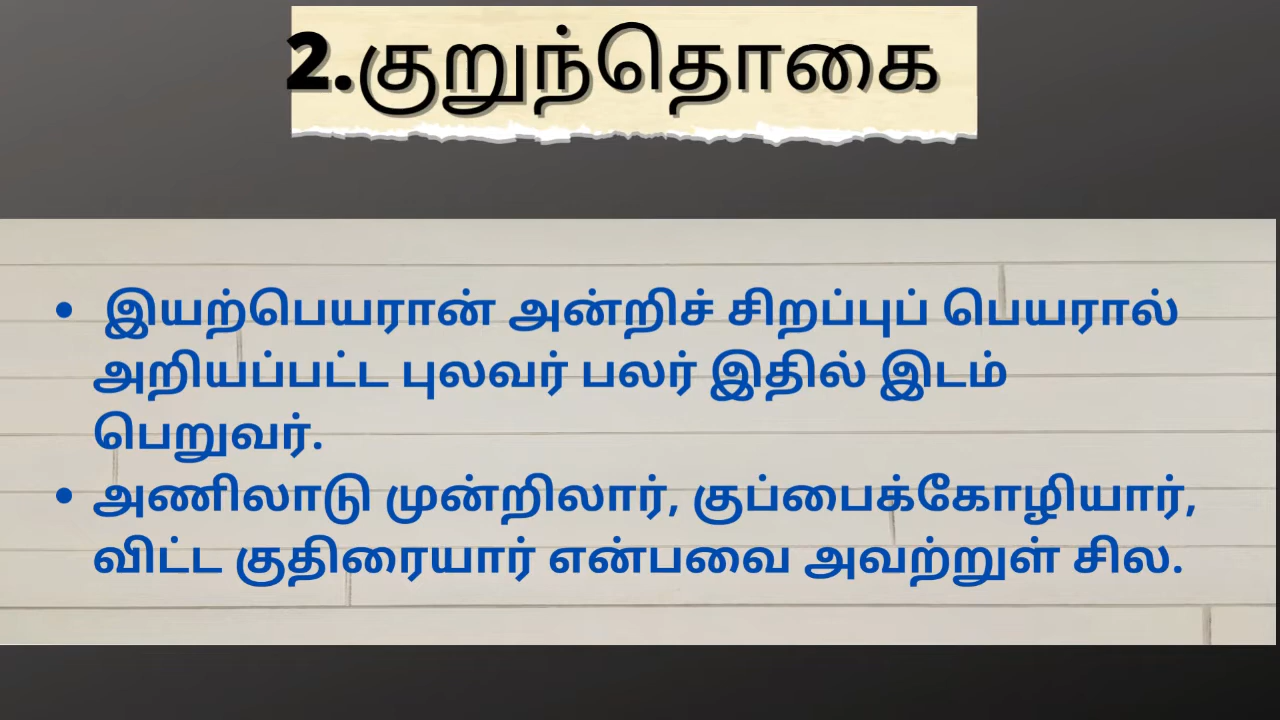 2.குறுந்தொகை
• இயற்பெயரான் அன்றிச் சிறப்புப் பெயரால்
அறியப்பட்ட புலவர் பலர் இதில் இடம்
பெறுவர்.
• அணிலாடு முன்றிலார், குப்பைக்கோழியார்,
விட்ட குதிரையார் என்பவை அவற்றுள் சில.